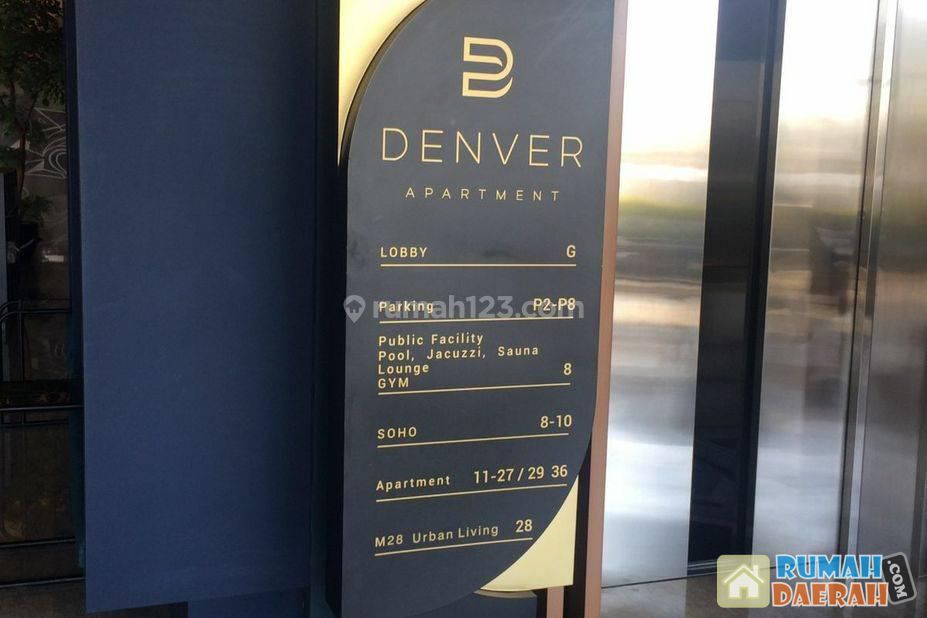 DENVER
APARTMENT
LOBBY G
Parking P2-P8
rumah123.com
Public Facility
Pool, Jacuzzi, Sauna
Lounge 8
GYM
SOHO 8-10
Apartment 11-27 / 29 36
M28 Urban Living 28
RUMAH
DAERAH.COM